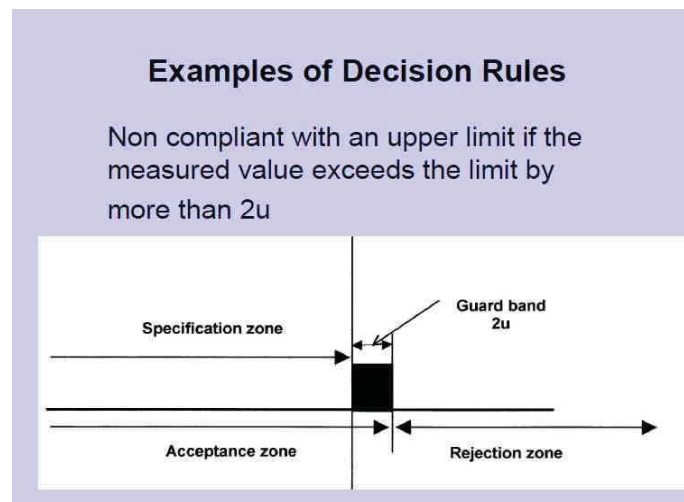 Examples of Decision Rules
Non compliant with an upper limit if the
measured value exceeds the limit by
more than 2u
Guard band
2u
Specification zone
Acceptance zone
Rejection zone